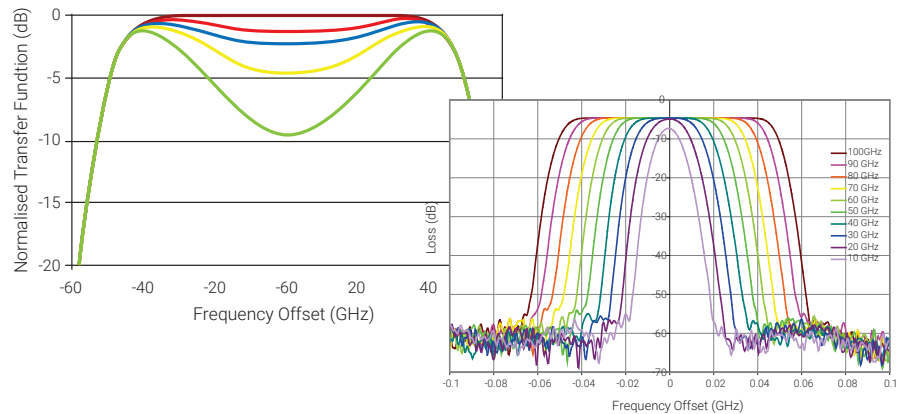 Normalised Transfer Fundtion (dB)
0
-5
-10
-15
-20
-60
-40
-20
-60
20
40
Frequency Offset (GHz)
Loss (dB)
0
-10
-20
-30
-40
-50
-60
-70
100GHz
90 GHz
80 GHz
70 GHz
60 GHz
50 GHz
40 GHz
30 GHz
20 GHz
10 GHz
-0.1
-0.08
-0.06
-0.04
-0.02
0
0.02
0.04
0.06
0.08
0.1
Frequency Offset (GHz)